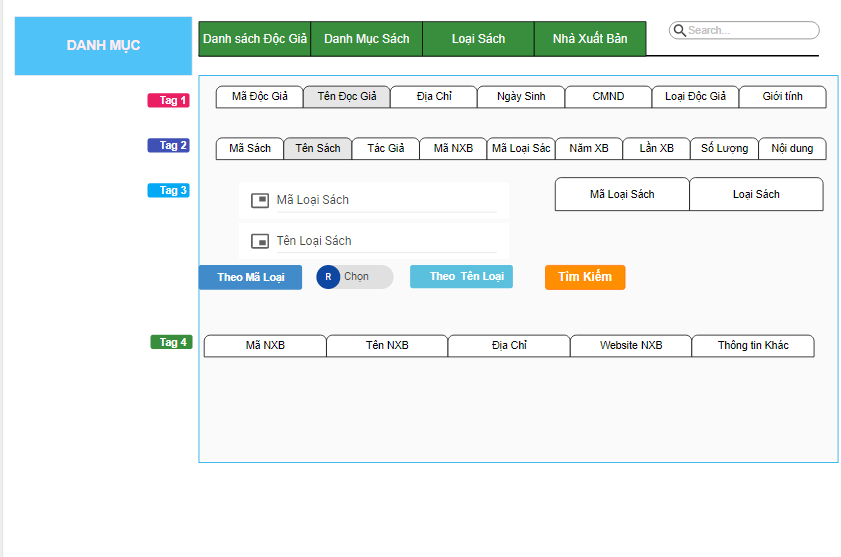 DANH MỤC
Danh sách Độc Giả Danh Mục Sách Loại Sách Nhà Xuất Bản
Search...
Tag 1
Mã Độc Giả Tên Đọc Giả Địa Chỉ Ngày Sinh CMND Loại Độc Giả Giới tính
Tag 2
Mã Sách Tên Sách Tác Giả Mã NXB Mã Loại Sác Năm XB Lần XB Số Lượng Nội dung
Tag 3
Mã Loại Sách
Mã Loại Sách Loại Sách
Tên Loại Sách
Theo Mã Loại R Chọn Theo Tên Loại Tìm Kiếm
Tag 4
Mã NXB Tên NXB Địa Chỉ Website NXB Thông tin Khác